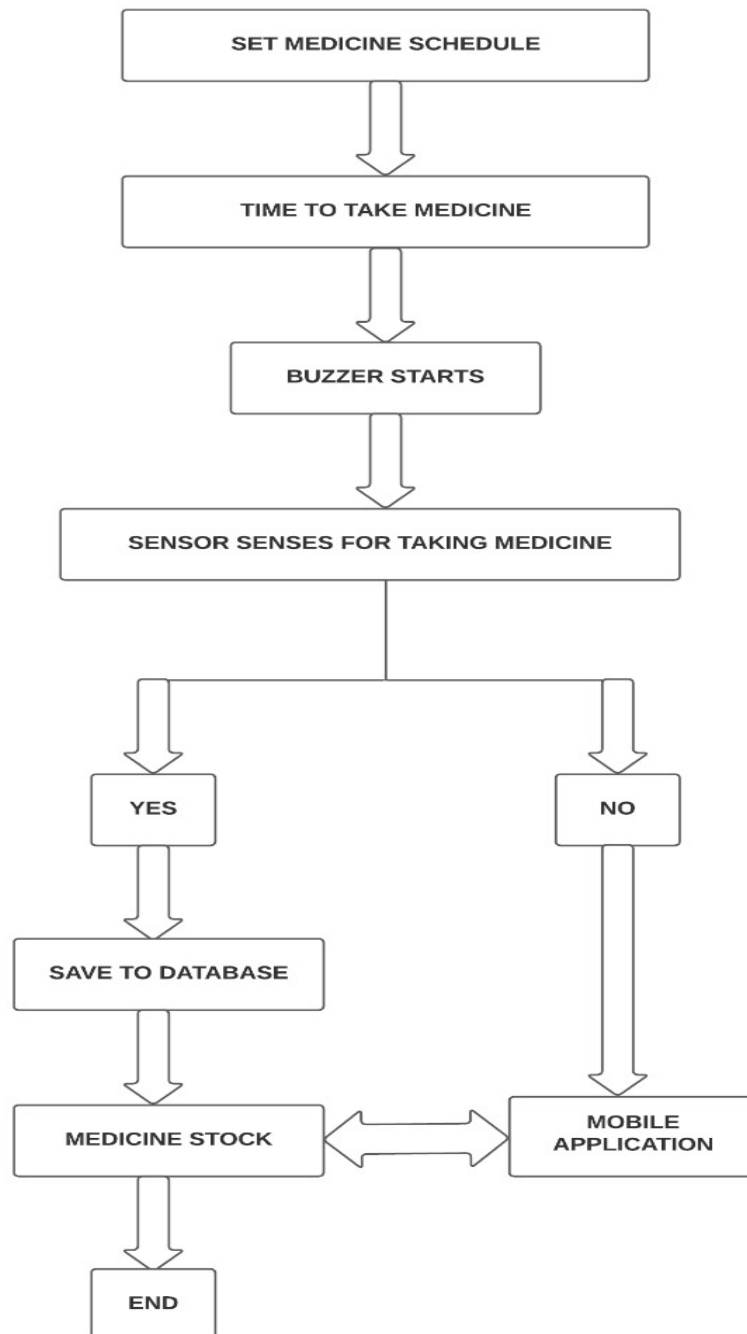 SET MEDICINE SCHEDULE
TIME TO TAKE MEDICINE
BUZZER STARTS
SENSOR SENSES FOR TAKING MEDICINE
YES
NO
SAVE TO DATABASE
MEDICINE STOCK
MOBILE
APPLICATION
END